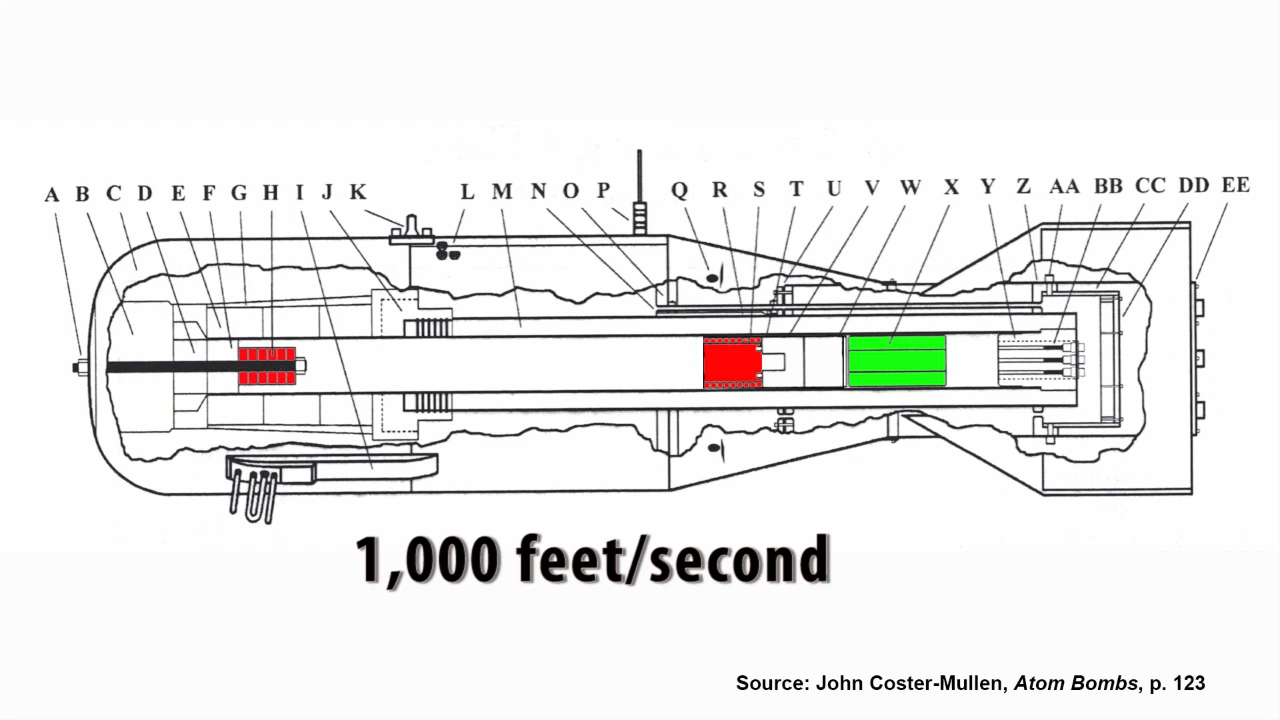 A B C D E F G H I J K L M N O P Q R S T U V W X Y Z AA BB CC DD EE
1,000 feet/second
Source: John Coster-Mullen, Atom Bombs, p. 123